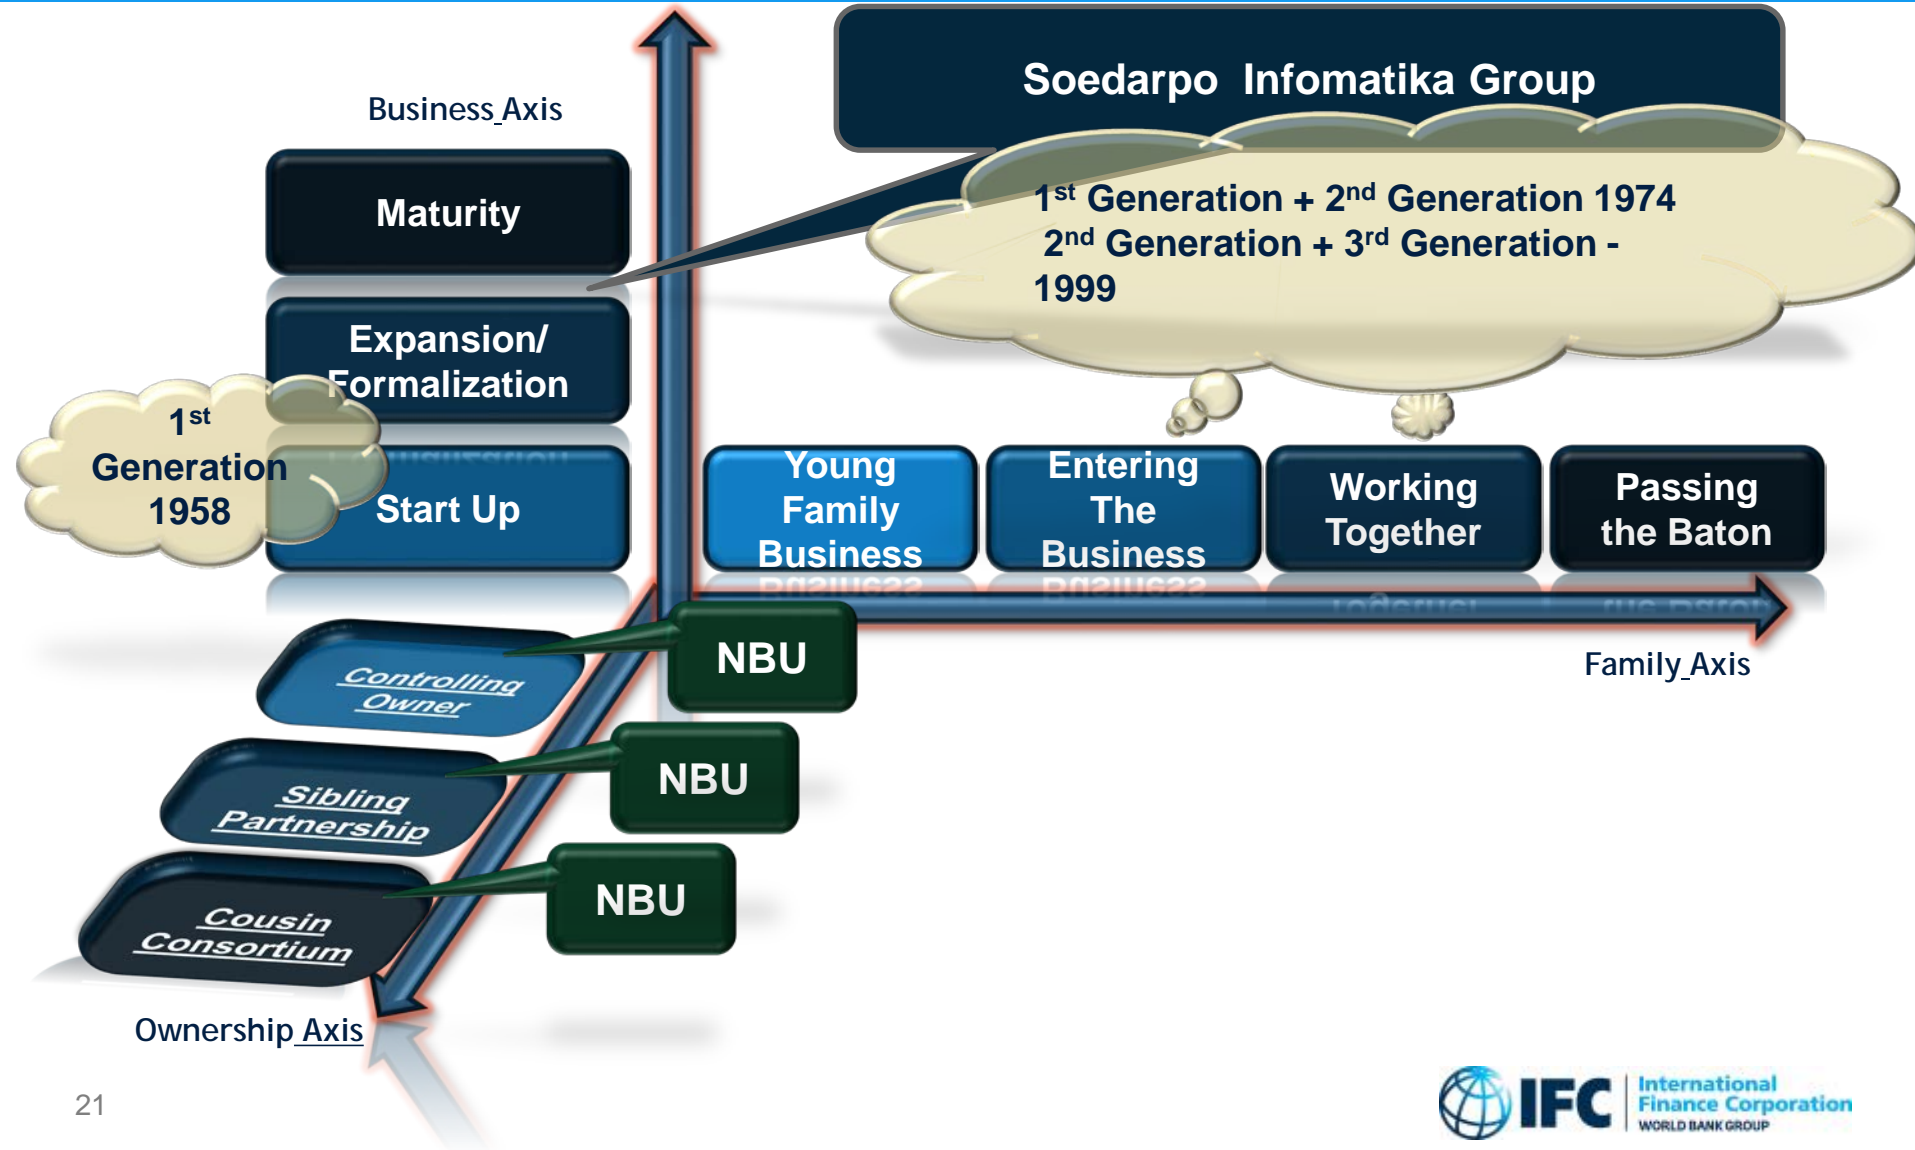 Soedarpo Infomatika Group
Business Axis
1st Generation + 2nd Generation 1974
2nd Generation + 3rd Generation -
1999
Maturity
Expansion/
Formalization
1st
Generation
1958
Start Up
Young
Family
Business
Entering
The
Business
Working
Together
Passing
the Baton
Family Axis
NBU
Controlling
Owner
NBU
Sibling
Partnership
NBU
Cousin
Consortium
Ownership Axis
21
IFC
International
Finance Corporation
WORLD BANK GROUP